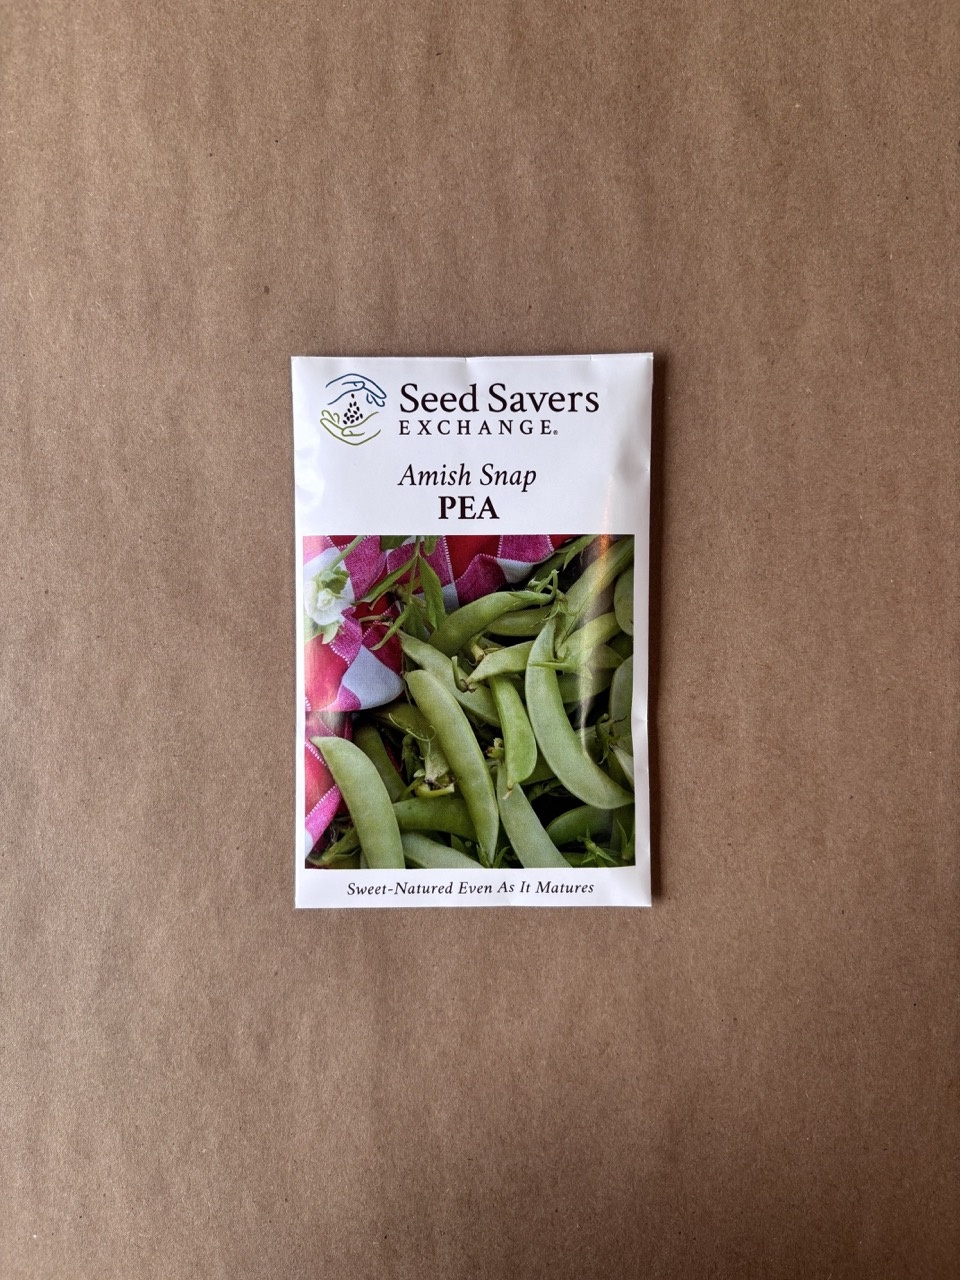 Seed Savers
EXCHANGE®
Amish Snap
PEA
Sweet-Natured Even As It Matures